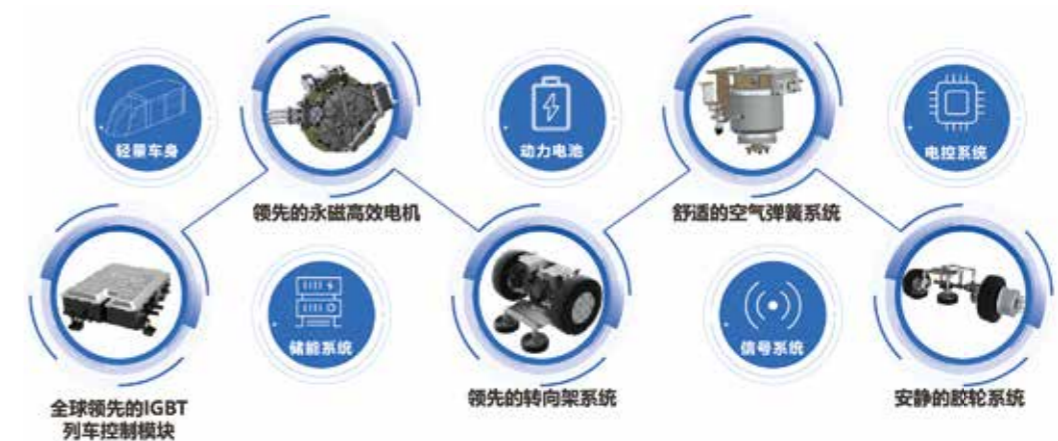 轻量车身
动力电池
电控系统
领先的永磁高效电机
舒适的空气弹簧系统
储能系统
信号系统
全球领先的IGBT
列车控制模块
领先的转向架系统
安静的胶轮系统